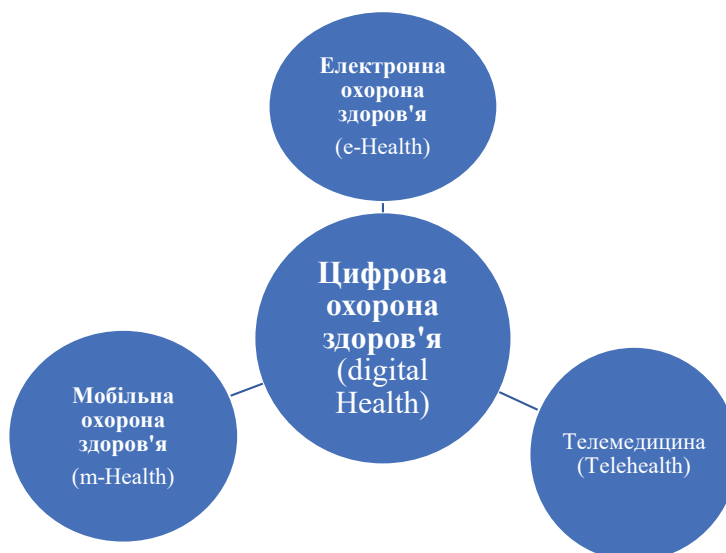 Електронна
охорона
здоров'я
(e-Health)
Цифрова
охорона
здоров'я
(digital
Health)
Мобільна
охорона
здоров'я
(m-Health)
Телемедицина
(Telehealth)